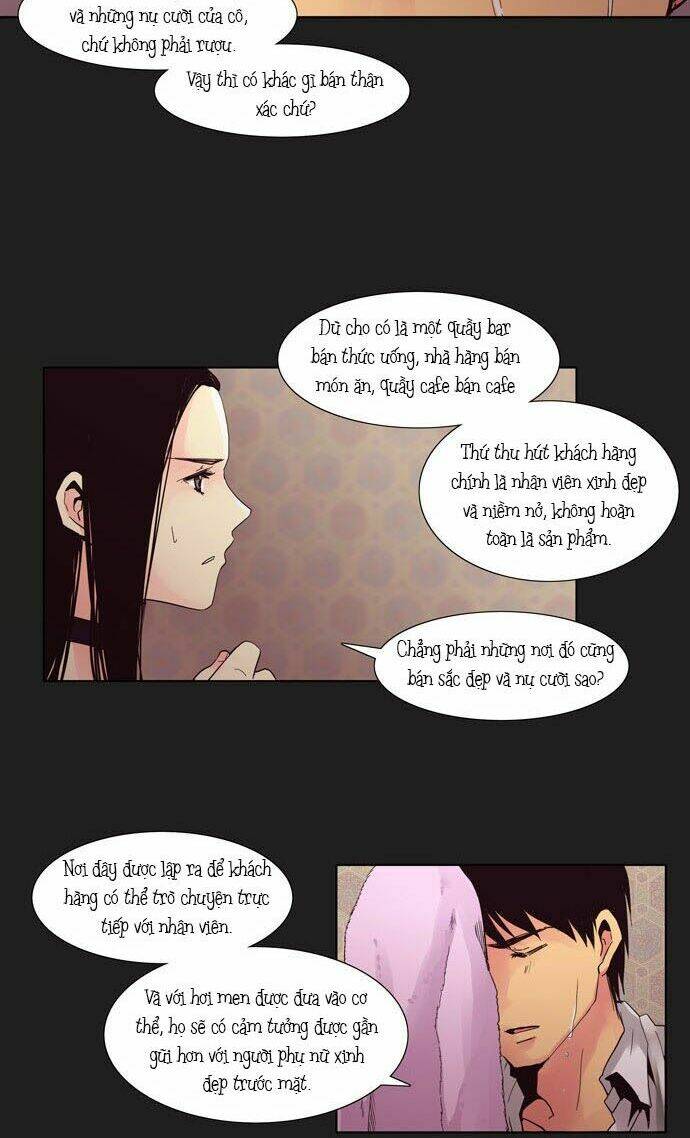 và những nụ cười của cô,
chứ không phải rượu.
Vậy thì có khác gì bán thân
xác chứ?
Dù cho có là một quầy bar
bán thức uống, nhà hàng bán
món ăn, quầy cafe bán cafe
Thứ thu hút khách hàng
chính là nhân viên xinh đẹp
và niềm nở, không hoàn
toàn là sản phẩm.
Chẳng phải những nơi đó cũng
bán sắc đẹp và nụ cười sao?
Nơi đây được lập ra để khách
hàng có thể trò chuyện trực
tiếp với nhân viên.
Và với hơi men được đưa vào cơ
thể, họ sẽ có cảm tưởng được gần
gũi hơn với người phụ nữ xinh
đẹp trước mặt.